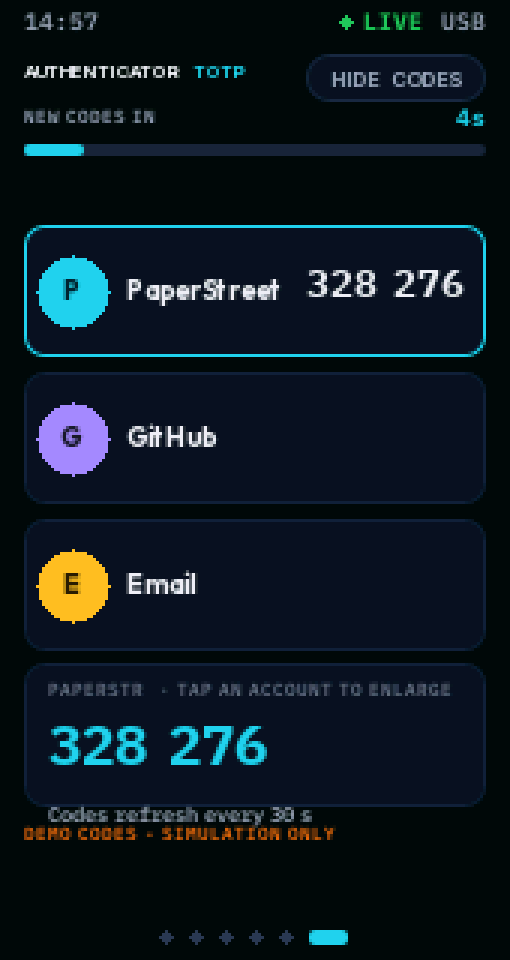 14:57 LIVE USB
AUTHENTICATOR TOTP HIDE CODES
NEW CODES IN 4s
P PaperStreet 328 276
G GitHub
E Email
PAPERSTR · TAP AN ACCOUNT TO ENLARGE
328 276
Codes refresh every 30 s
DEMO CODES · SIMULATION ONLY